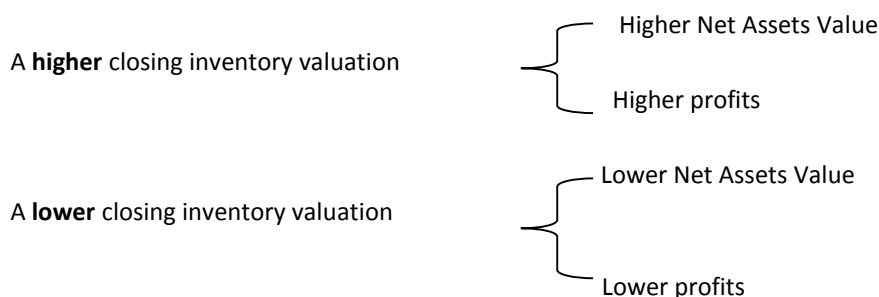 Higher Net Assets Value
A higher closing inventory valuation
Higher profits
Lower Net Assets Value
A lower closing inventory valuation
Lower profits